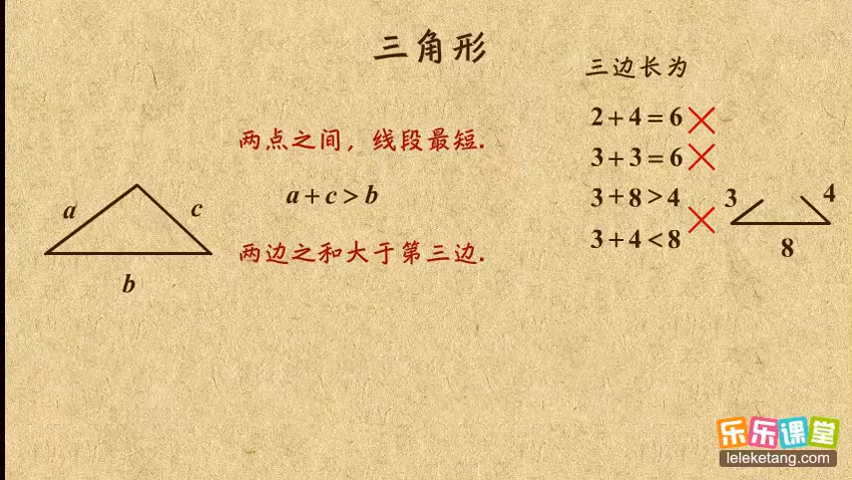 三角形
两点之间，线段最短.
a+c>b
两边之和大于第三边.
a
c
b
三边长为
2+4=6
3+3=6
3+8>4
3+4<8
3
4
8
乐乐课堂
leleketang.com